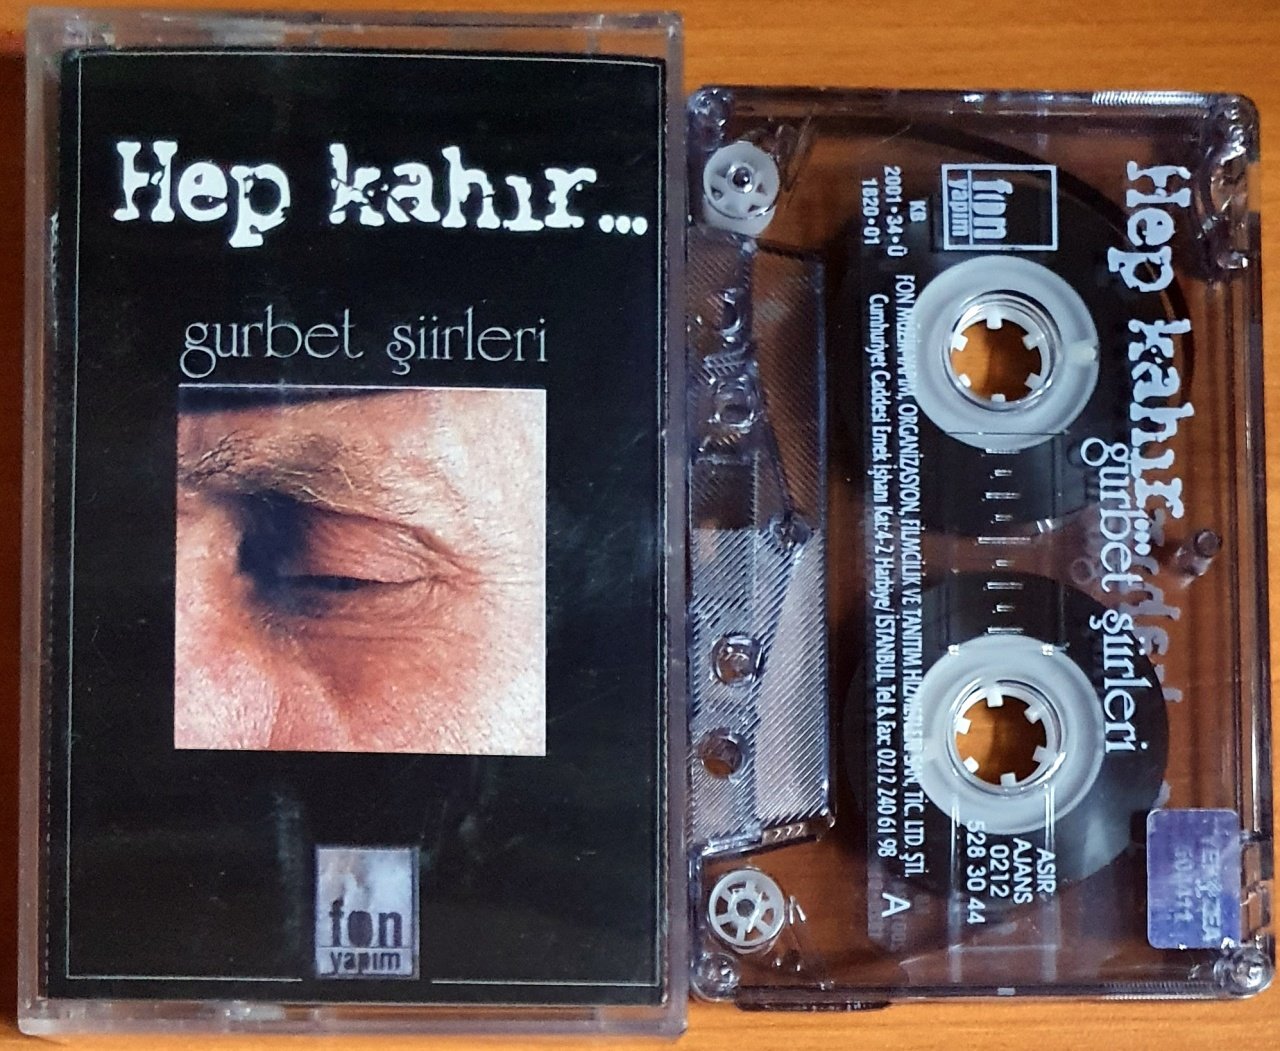 Hep kahır...
gurbet şiirleri
fon
yapım
Hep kahır...
gurbet şiirleri
fon
yapım
KB
2001•34•Ü
1820•01
FON MÜZİK YAPIM, ORGANİZASYON, FİLMCİLİK VE TANITIM HİZMETLERİ SAN. TİC. LTD. ŞTİ.
Cumhuriyet Caddesi Emek İşhanı Kat:4-2 Harbiye/İSTANBUL Tel & Fax: 0212 240 61 98
A
ASIR
AJANS
0212
528 30 44